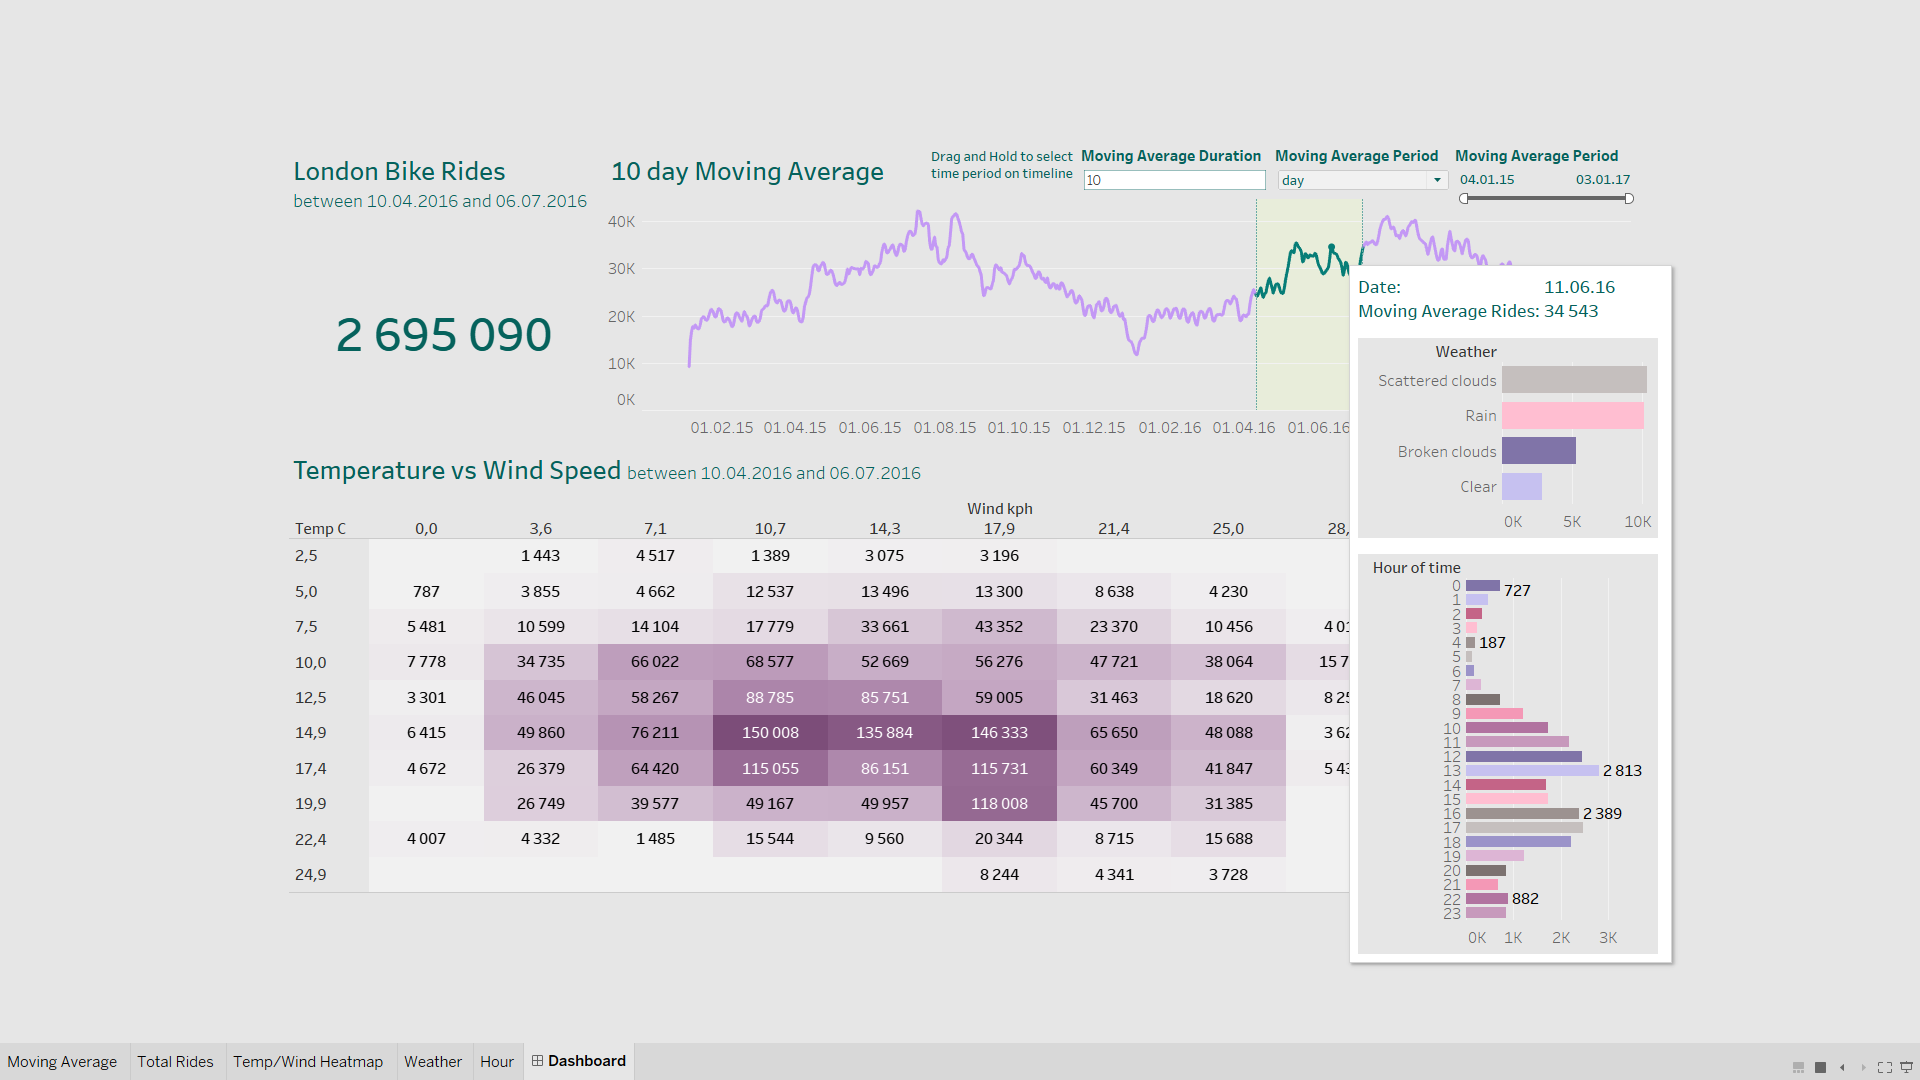 London Bike Rides
between 10.04.2016 and 06.07.2016
2 695 090
10 day Moving Average
Drag and Hold to select
time period on timeline
Moving Average Duration
10
Moving Average Period
day
Moving Average Period
04.01.15 03.01.17
40K
30K
20K
10K
0K
01.02.15 01.04.15 01.06.15 01.08.15 01.10.15 01.12.15 01.02.16 01.04.16 01.06.16
Temperature vs Wind Speed between 10.04.2016 and 06.07.2016
Wind kph
Temp C 0,0 3,6 7,1 10,7 14,3 17,9 21,4 25,0 28,
2,5 1 443 4 517 1 389 3 075 3 196
5,0 787 3 855 4 662 12 537 13 496 13 300 8 638 4 230
7,5 5 481 10 599 14 104 17 779 33 661 43 352 23 370 10 456 4 01
10,0 7 778 34 735 66 022 68 577 52 669 56 276 47 721 38 064 15 7
12,5 3 301 46 045 58 267 88 785 85 751 59 005 31 463 18 620 8 25
14,9 6 415 49 860 76 211 150 008 135 884 146 333 65 650 48 088 3 62
17,4 4 672 26 379 64 420 115 055 86 151 115 731 60 349 41 847 5 43
19,9 26 749 39 577 49 167 49 957 118 008 45 700 31 385
22,4 4 007 4 332 1 485 15 544 9 560 20 344 8 715 15 688
24,9 8 244 4 341 3 728
Date: 11.06.16
Moving Average Rides: 34 543
Weather
Scattered clouds
Rain
Broken clouds
Clear
0K 5K 10K
Hour of time
0 727
1
2
3
4 187
5
6
7
8
9
10
11
12
13 2 813
14
15
16 2 389
17
18
19
20
21
22 882
23
0K 1K 2K 3K
Moving Average Total Rides Temp/Wind Heatmap Weather Hour Dashboard